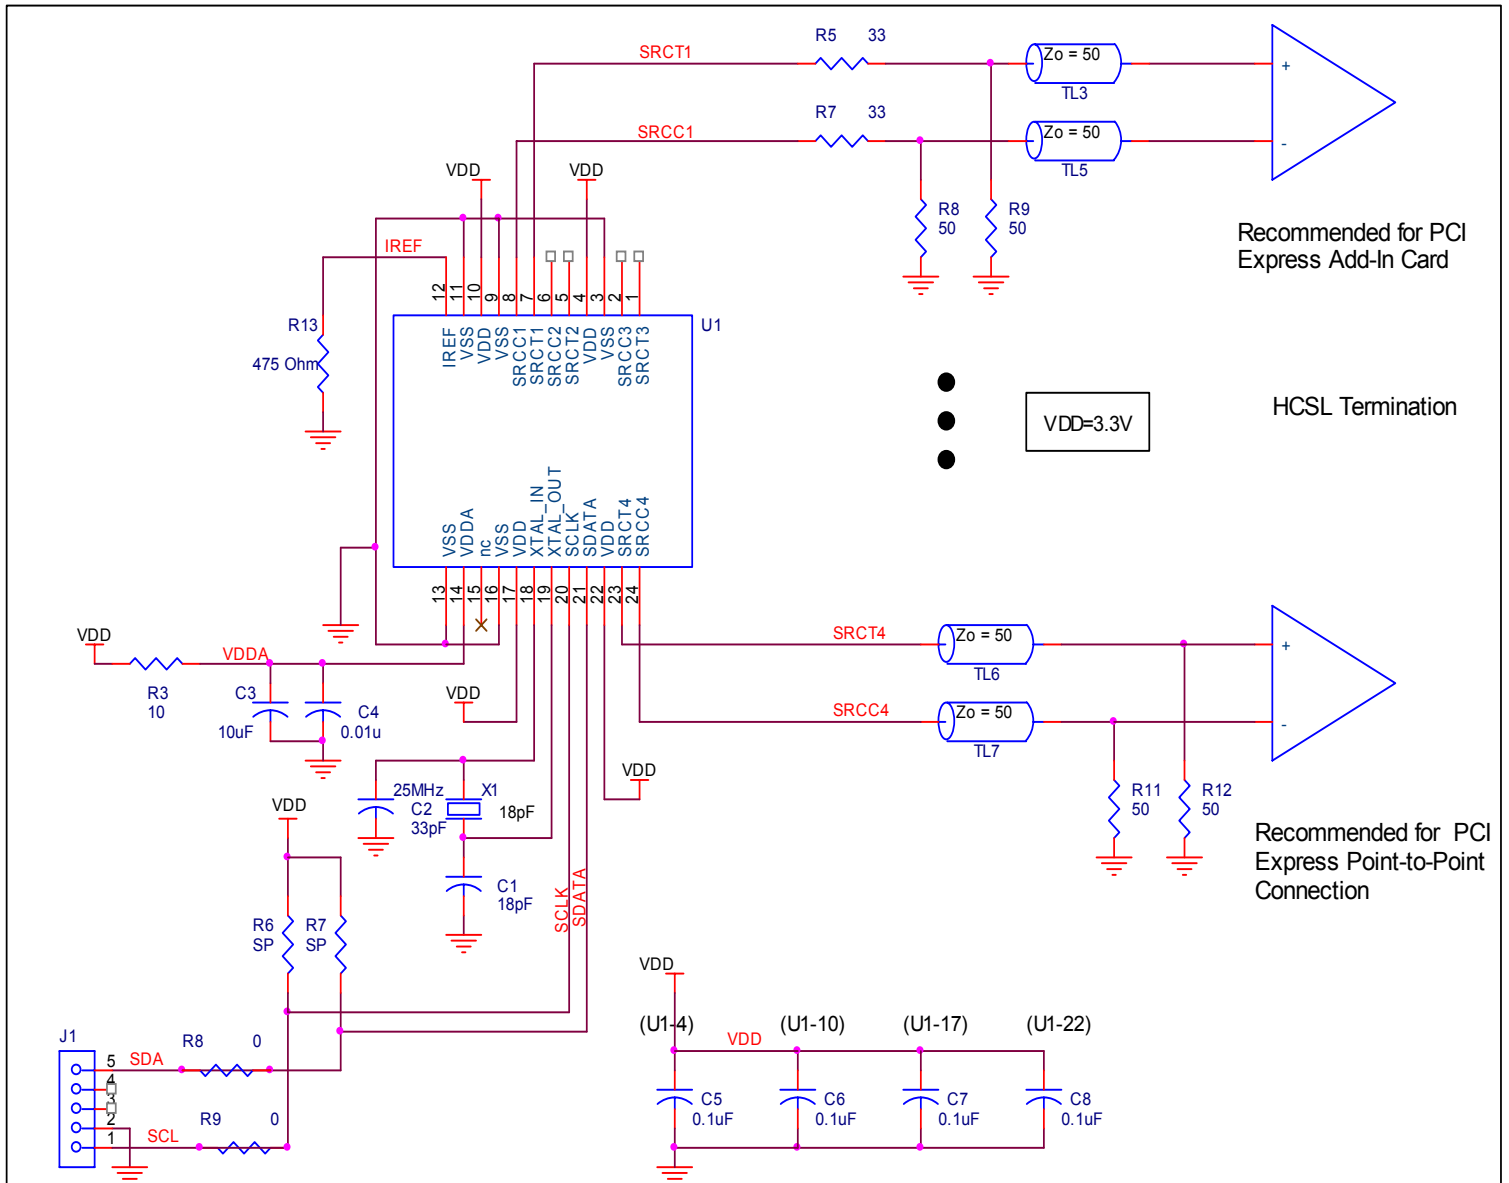 R5 33
SRCT1
Zo = 50
TL3
+
R7 33
SRCC1
Zo = 50
TL5
-
VDD
VDD
R8
50
R9
50
Recommended for PCI
Express Add-In Card
IREF
12
11
10
9
8
7
6
5
4
3
2
1
R13
475 Ohm
U1
IREF
VSS
VDD
VSS
SRCC1
SRCT1
SRCC2
SRCT2
VDD
VSS
SRCC3
SRCT3
VDD=3.3V
HCSL Termination
VSS
VDDA
nc
VSS
VDD
XTAL_IN
XTAL_OUT
SCLK
SDATA
VDD
SRCT4
SRCC4
13
14
15
16
17
18
19
20
21
22
23
24
VDD
VDDA
R3
10
C3
10uF
C4
0.01u
VDD
SRCT4
Zo = 50
TL6
+
SRCC4
Zo = 50
TL7
-
VDD
25MHz
X1
C2
33pF
18pF
R11
50
R12
50
Recommended for PCI
Express Point-to-Point
Connection
VDD
C1
18pF
SCLK
SDATA
R6
SP
R7
SP
VDD
(U1-4)
(U1-10)
(U1-17)
(U1-22)
VDD
C5
0.1uF
C6
0.1uF
C7
0.1uF
C8
0.1uF
J1
5
4
3
2
1
SDA
R8 0
SCL
R9 0